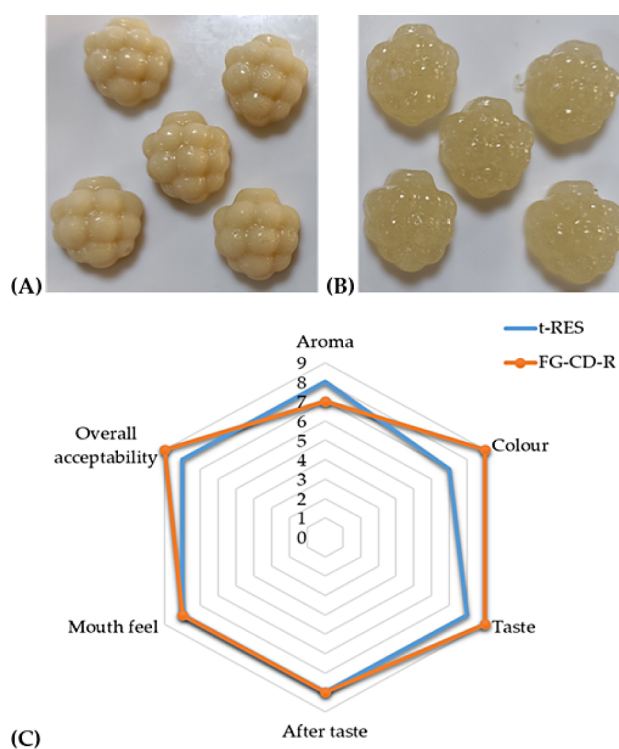 (A)
(B)
t-RES
FG-CD-R
Aroma
9
8
7
6
5
4
3
2
1
0
Overall
acceptability
Colour
Mouth feel
Taste
After taste
(C)